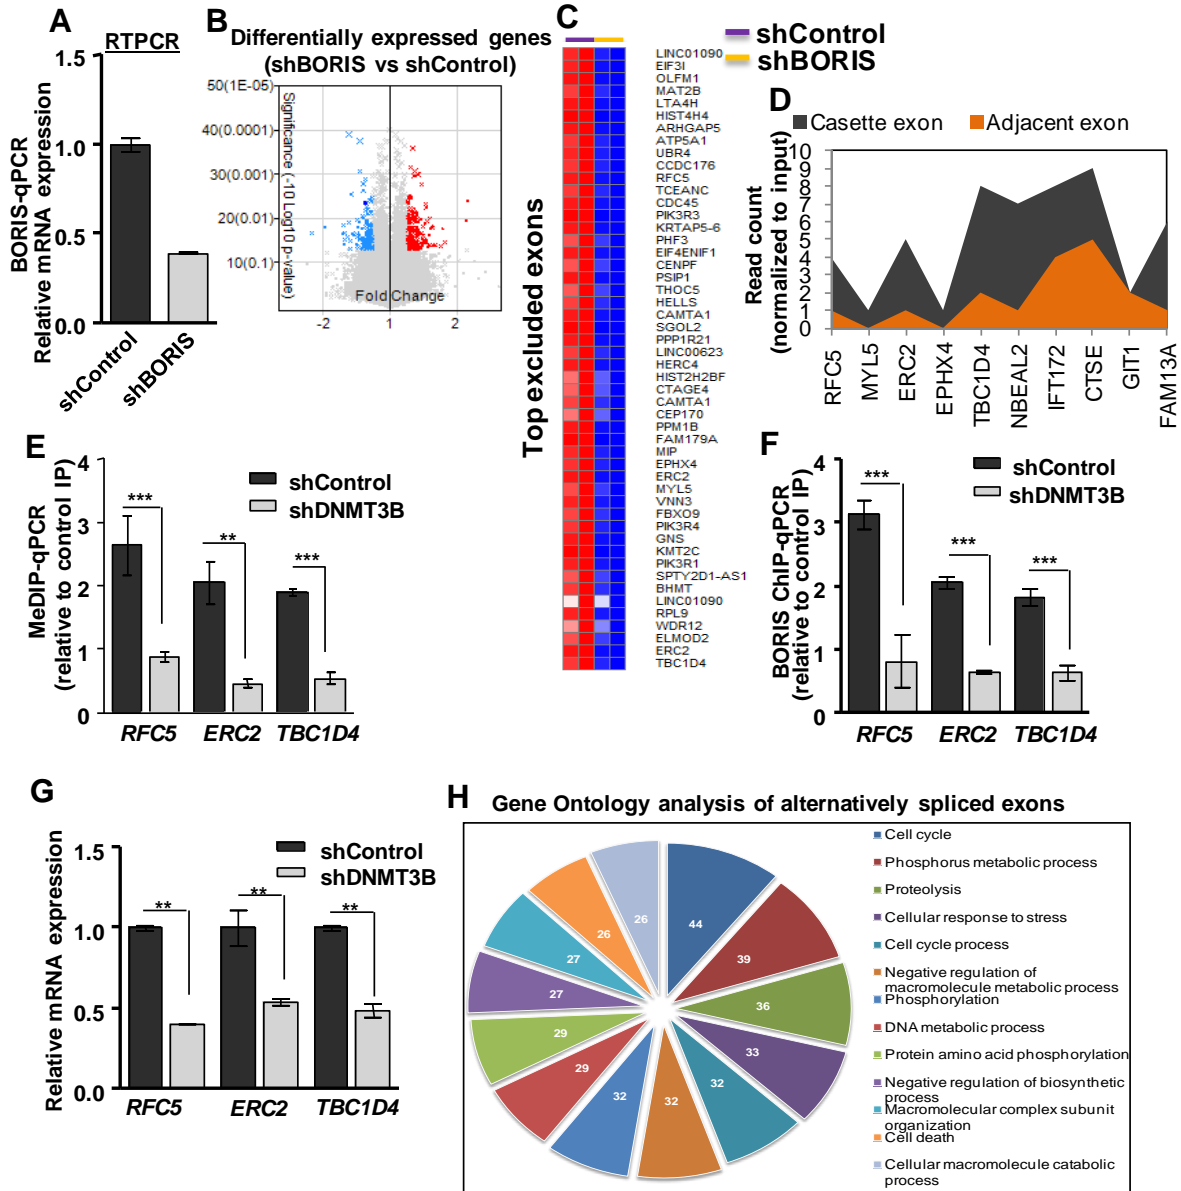 A
RTPCR
BORIS-qPCR
Relative mRNA expression
1.5
1.0
0.5
0.0
shControl
shBORIS
B
Differentially expressed genes
(shBORIS vs shControl)
50(1E-05)
40(0.0001)
30(0.001)
20(0.01)
10(0.1)
Significance (-10 Log10 p-value)
Fold Change
-2
1
2
C
shControl
shBORIS
Top excluded exons
LINC01090
EIF3I
OLFM1
MAT2B
LTA4H
HIST4H4
ARHGAP5
ATP5A1
UBR4
CCDC176
RFC5
TCEANC
CDC45
PIK3R3
KRTAP5-6
PHF3
EIF4ENIF1
CENPF
PSIP1
THOC5
HELLS
CAMTA1
SGOL2
PPP1R21
LINC00623
HERC4
HIST2H2BF
CTAGE4
CAMTA1
CEP170
PPM1B
FAM179A
MIP
EPHX4
ERC2
MYL5
VNN3
FBXO9
PIK3R4
GNS
KMT2C
PIK3R1
SPTY2D1-AS1
BHMT
LINC01090
RPL9
WDR12
ELMOD2
ERC2
TBC1D4
D
Casette exon
Adjacent exon
Read count
(normalized to input)
10
9
8
7
6
5
4
3
2
1
0
RFC5
MYL5
ERC2
EPHX4
TBC1D4
NBEAL2
IFT172
CTSE
GIT1
FAM13A
E
MeDIP-qPCR
(relative to control IP)
4
3
2
1
0
shControl
shDNMT3B
***
**
***
RFC5
ERC2
TBC1D4
F
BORIS ChIP-qPCR
(relative to control IP)
4
3
2
1
0
shControl
shDNMT3B
***
***
***
RFC5
ERC2
TBC1D4
G
Relative mRNA expression
1.5
1.0
0.5
0.0
shControl
shDNMT3B
**
**
**
RFC5
ERC2
TBC1D4
H
Gene Ontology analysis of alternatively spliced exons
44
39
36
33
32
32
32
29
29
27
27
26
26
Cell cycle
Phosphorus metabolic process
Proteolysis
Cellular response to stress
Cell cycle process
Negative regulation of
macromolecule metabolic process
Phosphorylation
DNA metabolic process
Protein amino acid phosphorylation
Negative regulation of biosynthetic
process
Macromolecular complex subunit
organization
Cell death
Cellular macromolecule catabolic
process